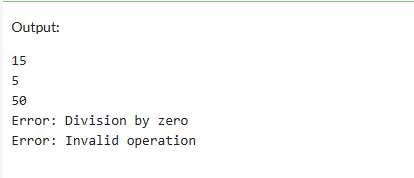 Output:
15
5
50
Error: Division by zero
Error: Invalid operation